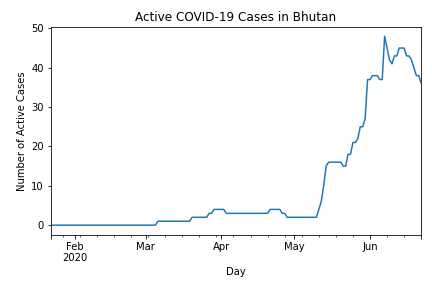 Active COVID-19 Cases in Bhutan
Number of Active Cases
50
40
30
20
10
0
Feb Mar Apr May Jun
2020
Day